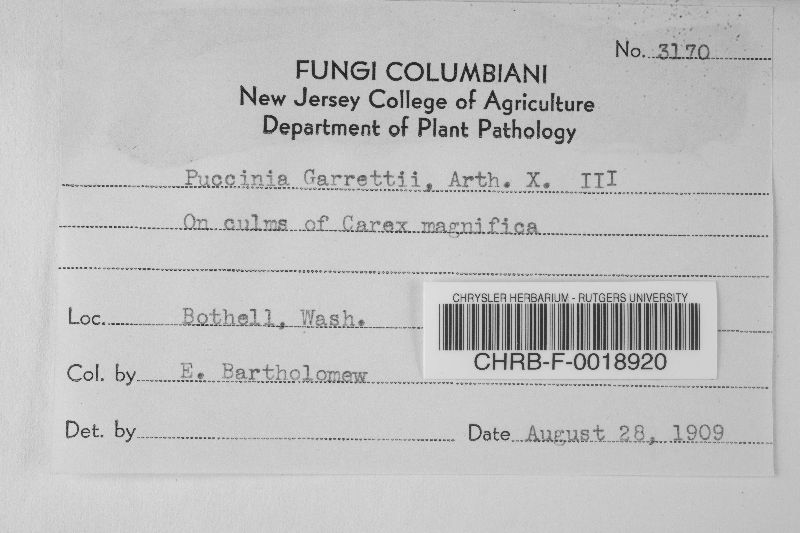 No. 3170
FUNGI COLUMBIANI
New Jersey College of Agriculture
Department of Plant Pathology
Puccinia Garrettii, Arth. X. III
On culms of Carex magnifica
Loc. Bothell, Wash.
CHRYSLER HERBARIUM - RUTGERS UNIVERSITY
CHRB-F-0018920
Col. by E. Bartholomew
Det. by
Date August 28, 1909